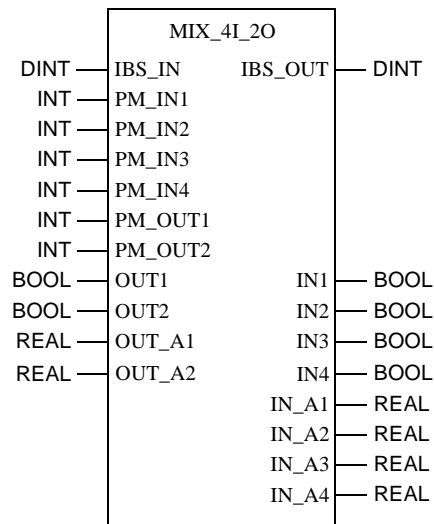 MIX_4I_2O
DINT IBS_IN IBS_OUT DINT
INT PM_IN1
INT PM_IN2
INT PM_IN3
INT PM_IN4
INT PM_OUT1
INT PM_OUT2
BOOL OUT1 IN1 BOOL
BOOL OUT2 IN2 BOOL
REAL OUT_A1 IN3 BOOL
REAL OUT_A2 IN4 BOOL
IN_A1 REAL
IN_A2 REAL
IN_A3 REAL
IN_A4 REAL